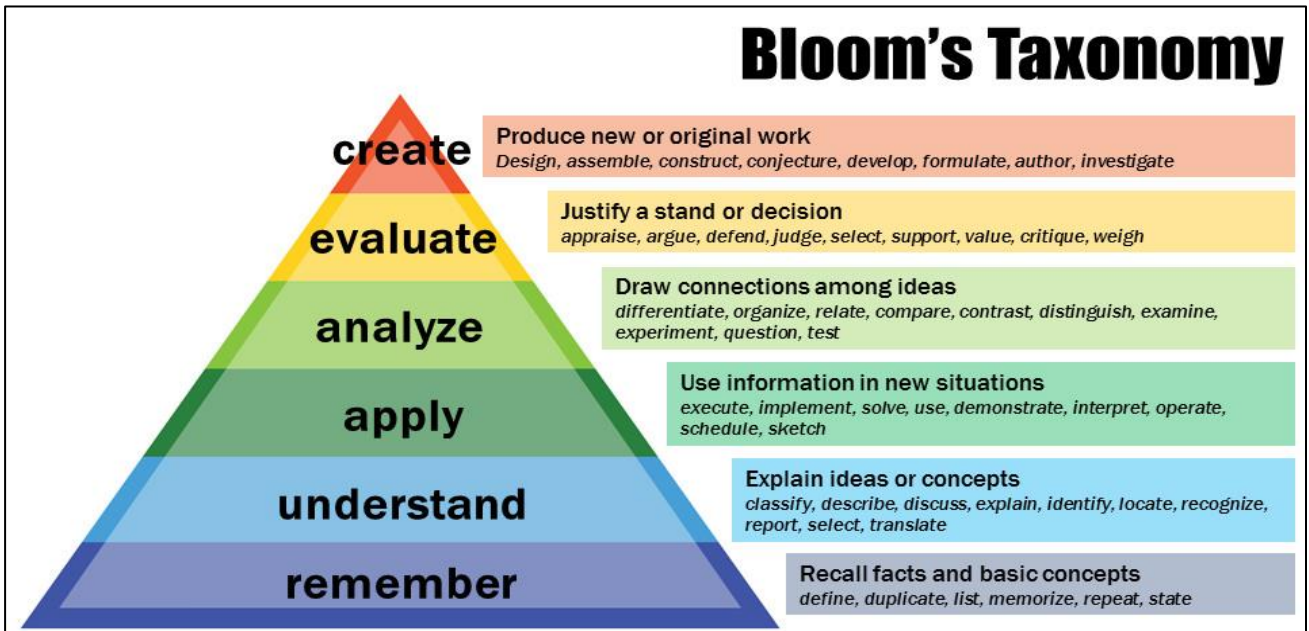 Bloom's Taxonomy
create
Produce new or original work
Design, assemble, construct, conjecture, develop, formulate, author, investigate
evaluate
Justify a stand or decision
appraise, argue, defend, judge, select, support, value, critique, weigh
analyze
Draw connections among ideas
differentiate, organize, relate, compare, contrast, distinguish, examine,
experiment, question, test
apply
Use information in new situations
execute, implement, solve, use, demonstrate, interpret, operate,
schedule, sketch
understand
Explain ideas or concepts
classify, describe, discuss, explain, identify, locate, recognize,
report, select, translate
remember
Recall facts and basic concepts
define, duplicate, list, memorize, repeat, state